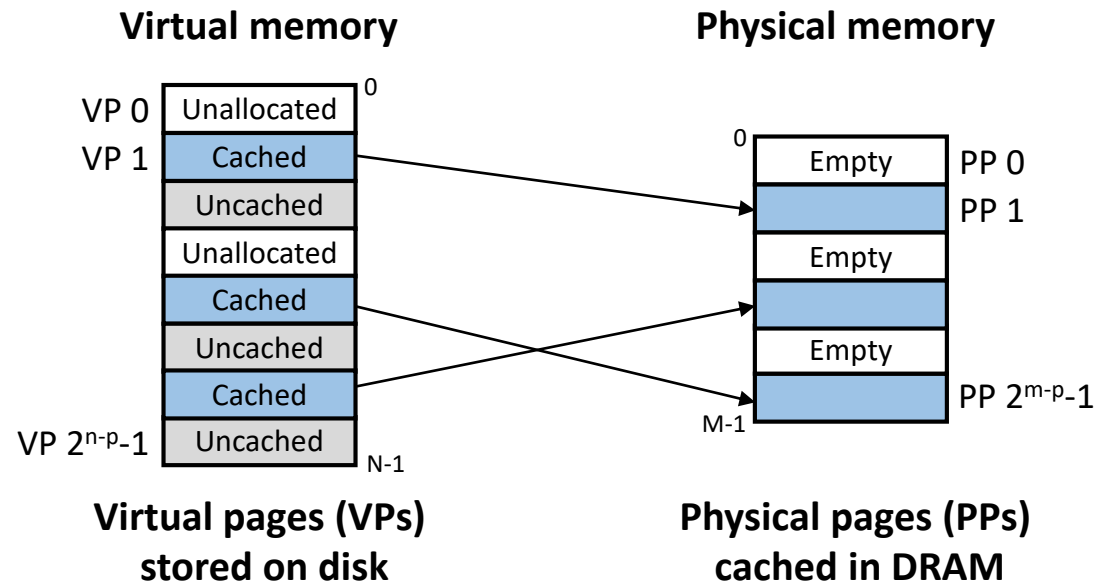 Virtual memory
Physical memory
0
VP 0 Unallocated
VP 1 Cached
Uncached
Unallocated
Cached
Uncached
Cached
VP 2ⁿ⁻ᵖ-1 Uncached
N-1
0
Empty PP 0
PP 1
Empty
Empty
PP 2ᵐ⁻ᵖ-1
M-1
Virtual pages (VPs)
stored on disk
Physical pages (PPs)
cached in DRAM